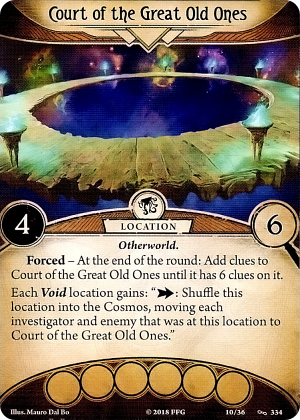 Court of the Great Old Ones
4
LOCATION
6
Otherworld.
Forced – At the end of the round: Add clues to
Court of the Great Old Ones until it has 6 clues on it.
Each Void location gains: “ : Shuffle this
location into the Cosmos, moving each
investigator and enemy that was at this location to
Court of the Great Old Ones.”
Illus. Mauro Dal Bo
© 2018 FFG
10/36
334